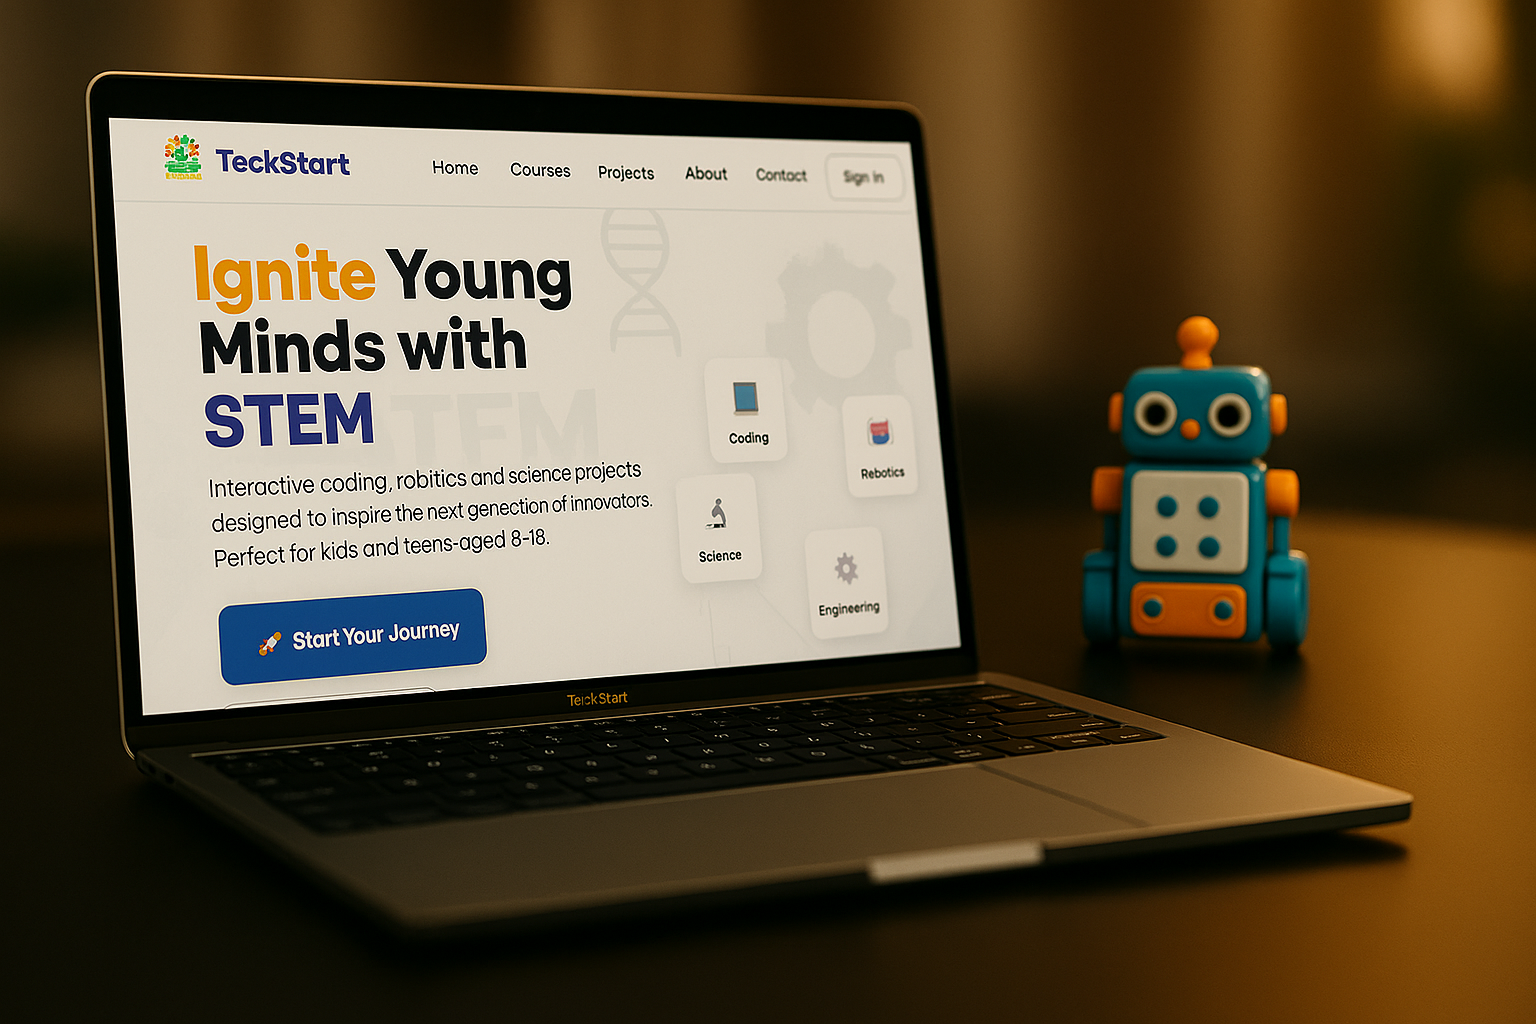 TeckStart
Home Courses Projects About Contact Sign in
Ignite Young
Minds with
STEM
Interactive coding, robitics and science projects
designed to inspire the next genection of innovators.
Perfect for kids and teens-aged 8-18.
Start Your Journey
Coding
Rebotics
Science
Engineering
TeckStart